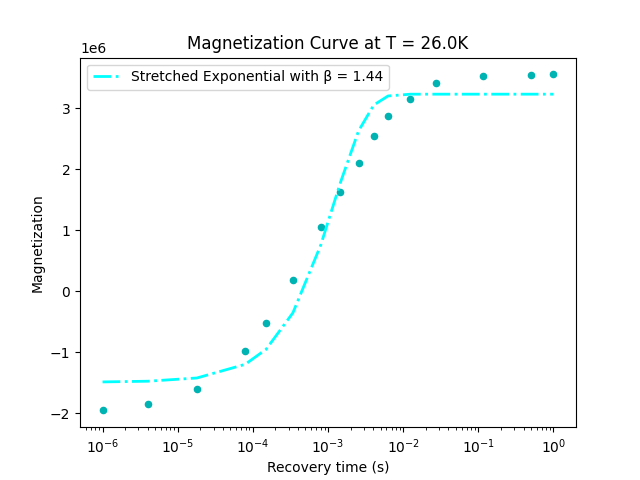 Magnetization Curve at T = 26.0K
1e6
Stretched Exponential with β = 1.44
3
2
1
0
−1
−2
Magnetization
10⁻⁶ 10⁻⁵ 10⁻⁴ 10⁻³ 10⁻² 10⁻¹ 10⁰
Recovery time (s)